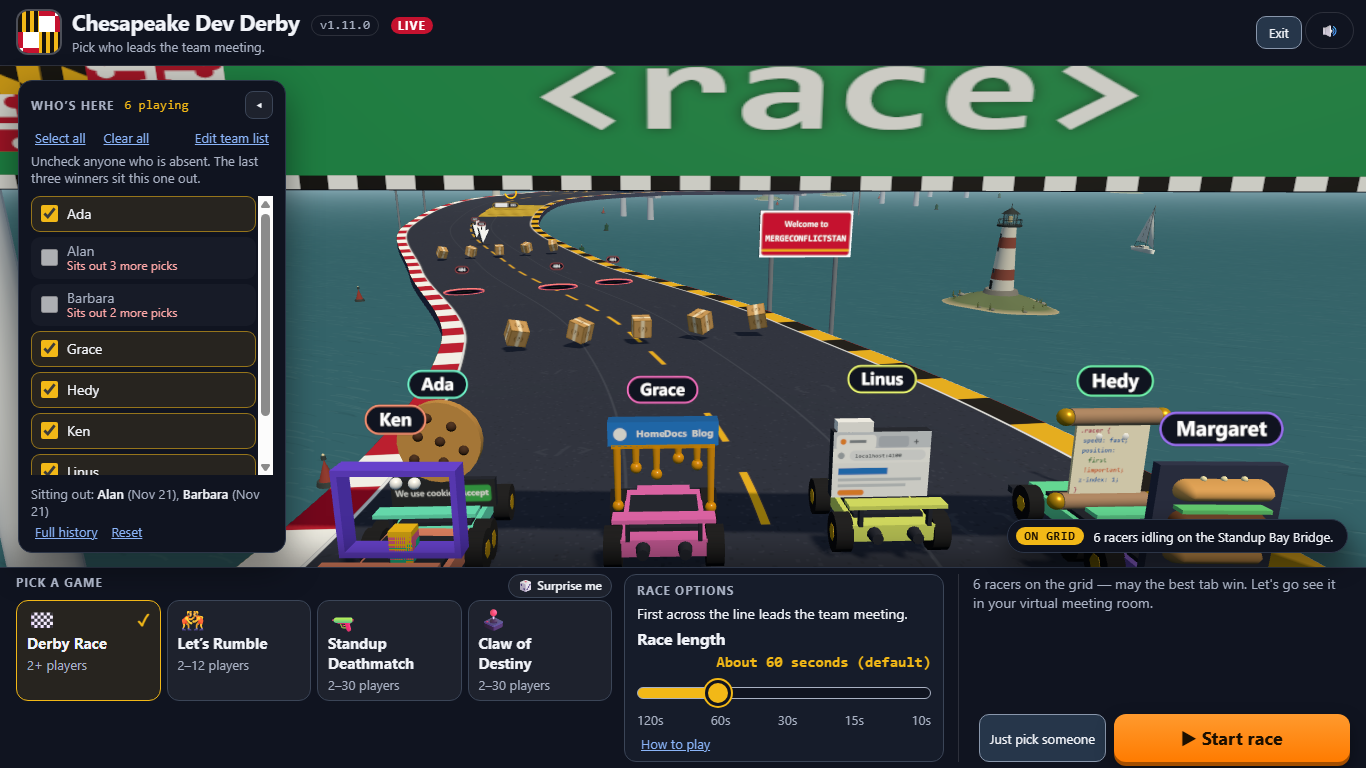 Chesapeake Dev Derby v1.11.0 LIVE
Pick who leads the team meeting.
Exit
<race>
WHO'S HERE 6 playing
Select all Clear all Edit team list
Uncheck anyone who is absent. The last
three winners sit this one out.
Ada
Alan
Sits out 3 more picks
Barbara
Sits out 2 more picks
Grace
Hedy
Ken
Linus
Sitting out: Alan (Nov 21), Barbara (Nov
21)
Full history Reset
Welcome to
MERGECONFLICTSTAN
404
404
404
Ada
Ken
Grace
Linus
Hedy
Margaret
We use cookie Accept
HomeDocs Blog
localhost:4100
.racer {
speed: fast;
position:
first
!important;
z-index: 1;
}
ON GRID 6 racers idling on the Standup Bay Bridge.
PICK A GAME
Surprise me
Derby Race
2+ players
Let's Rumble
2–12 players
Standup
Deathmatch
2–30 players
Claw of
Destiny
2–30 players
RACE OPTIONS
First across the line leads the team meeting.
Race length
About 60 seconds (default)
120s 60s 30s 15s 10s
How to play
6 racers on the grid — may the best tab win. Let's go see it
in your virtual meeting room.
Just pick someone
Start race